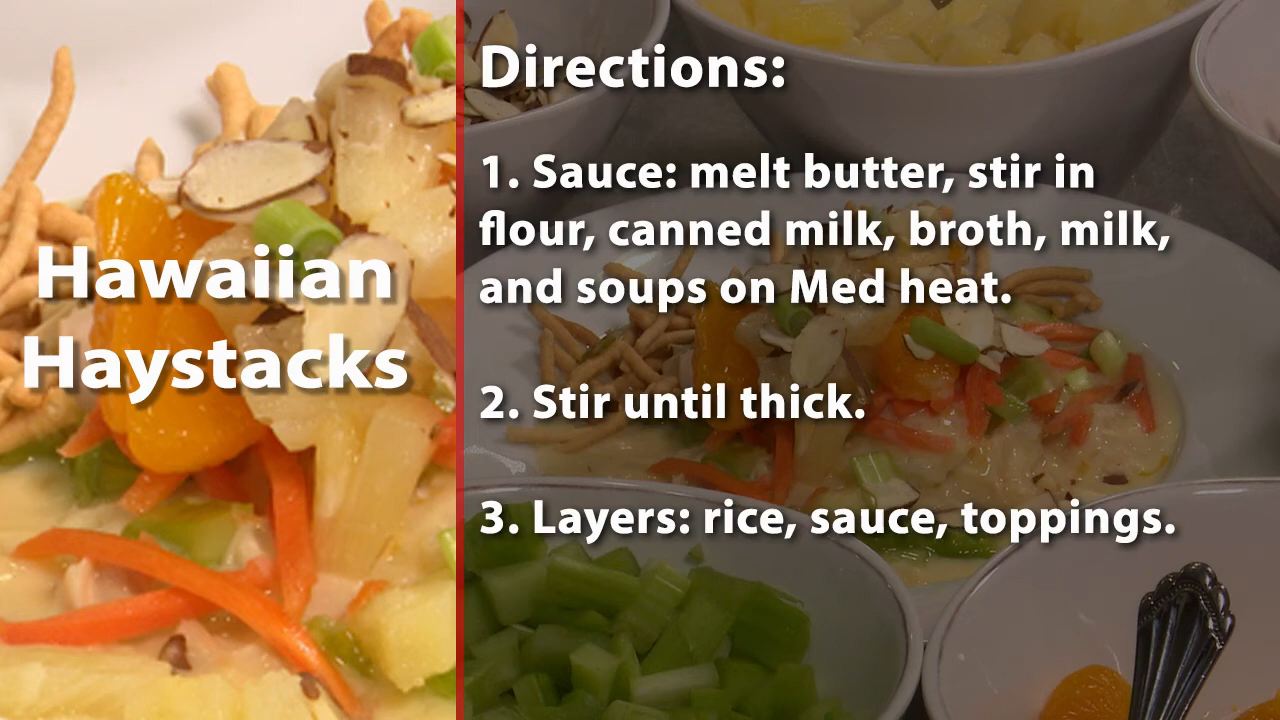 Hawaiian
Haystacks
Directions:
1. Sauce: melt butter, stir in
flour, canned milk, broth, milk,
and soups on Med heat.
2. Stir until thick.
3. Layers: rice, sauce, toppings.